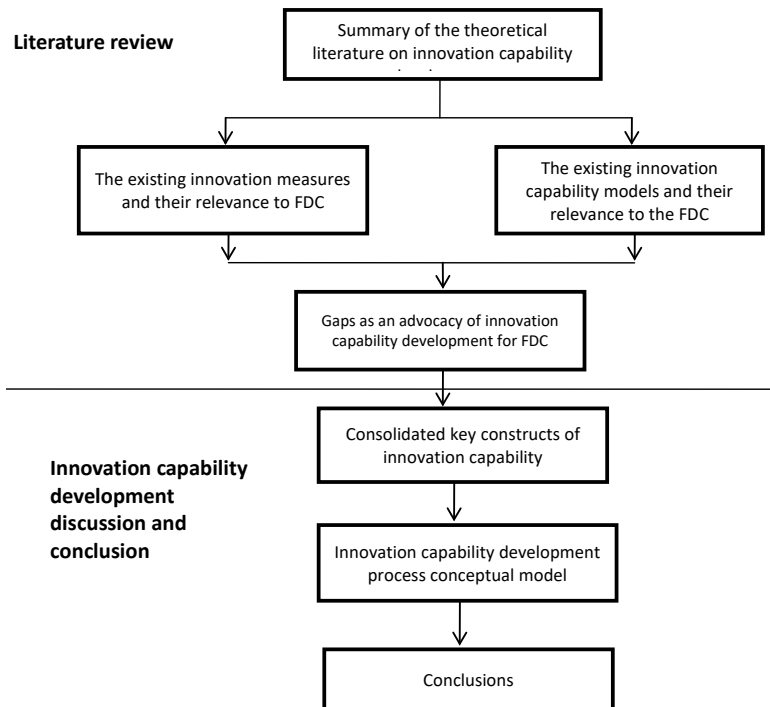 Literature review
Summary of the theoretical
literature on innovation capability
The existing innovation measures
and their relevance to FDC
The existing innovation
capability models and their
relevance to the FDC
Gaps as an advocacy of innovation
capability development for FDC
Innovation capability
development
discussion and
conclusion
Consolidated key constructs of
innovation capability
Innovation capability development
process conceptual model
Conclusions